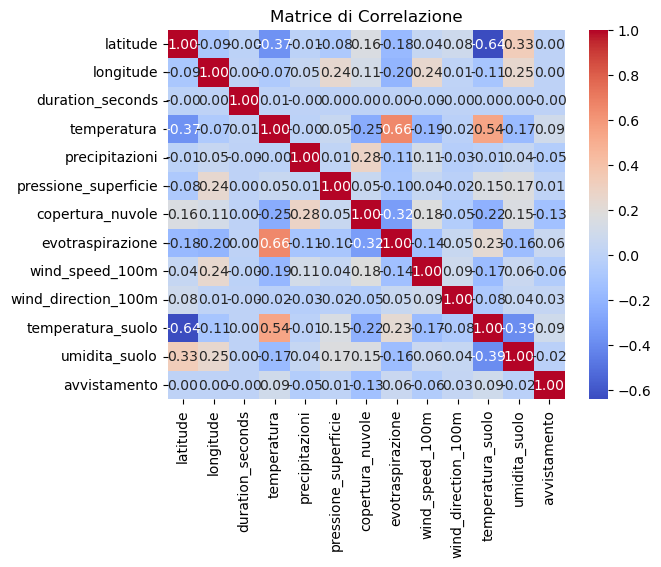 Matrice di Correlazione
latitude 1.00 -0.09 -0.00 -0.37 -0.01 -0.08 0.16 -0.18 0.04 0.08 -0.64 0.33 0.00
longitude -0.09 1.00 0.00 -0.07 0.05 0.24 0.11 -0.20 0.24 0.01 -0.11 0.25 0.00
duration_seconds -0.00 0.00 1.00 0.01 -0.00 0.00 0.00 0.00 -0.00 -0.00 0.00 -0.00 -0.00
temperatura -0.37 -0.07 0.01 1.00 -0.00 0.05 -0.25 0.66 -0.19 -0.02 0.54 -0.17 0.09
precipitazioni -0.01 0.05 -0.00 -0.00 1.00 -0.01 0.28 -0.11 0.11 -0.03 -0.01 0.04 -0.05
pressione_superficie -0.08 0.24 0.00 0.05 -0.01 1.00 0.05 -0.10 0.04 -0.02 0.15 0.17 0.01
copertura_nuvole 0.16 0.11 0.00 -0.25 0.28 0.05 1.00 -0.32 0.18 -0.05 -0.22 0.15 -0.13
evotraspirazione -0.18 -0.20 0.00 0.66 -0.11 -0.10 -0.32 1.00 -0.14 0.05 0.23 -0.16 0.06
wind_speed_100m 0.04 0.24 -0.00 -0.19 0.11 0.04 0.18 -0.14 1.00 0.09 -0.17 0.06 -0.06
wind_direction_100m 0.08 0.01 -0.00 -0.02 -0.03 -0.02 -0.05 0.05 0.09 1.00 -0.08 0.04 0.03
temperatura_suolo -0.64 -0.11 0.00 0.54 -0.01 0.15 -0.22 0.23 -0.17 -0.08 1.00 -0.39 0.09
umidita_suolo 0.33 0.25 -0.00 -0.17 0.04 0.17 0.15 -0.16 0.06 0.04 -0.39 1.00 -0.02
avvistamento 0.00 0.00 -0.00 0.09 -0.05 0.01 -0.13 0.06 -0.06 0.03 0.09 -0.02 1.00
latitude
longitude
duration_seconds
temperatura
precipitazioni
pressione_superficie
copertura_nuvole
evotraspirazione
wind_speed_100m
wind_direction_100m
temperatura_suolo
umidita_suolo
avvistamento
1.0
0.8
0.6
0.4
0.2
0.0
−0.2
−0.4
−0.6